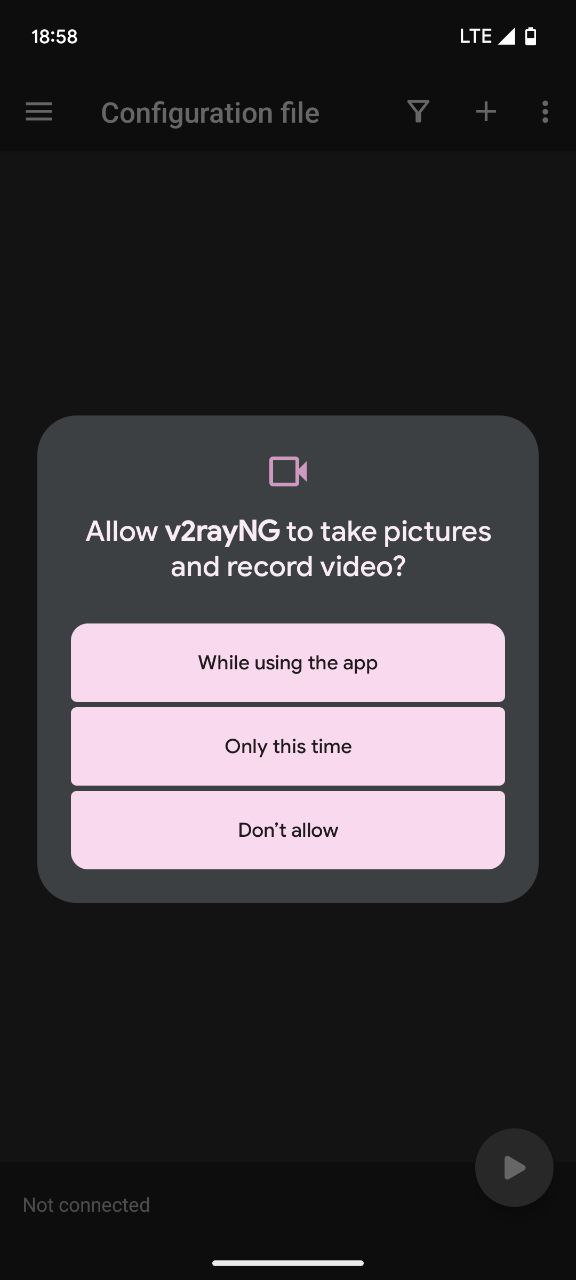 18:58
LTE
Configuration file
Allow v2rayNG to take pictures
and record video?
While using the app
Only this time
Don’t allow
Not connected